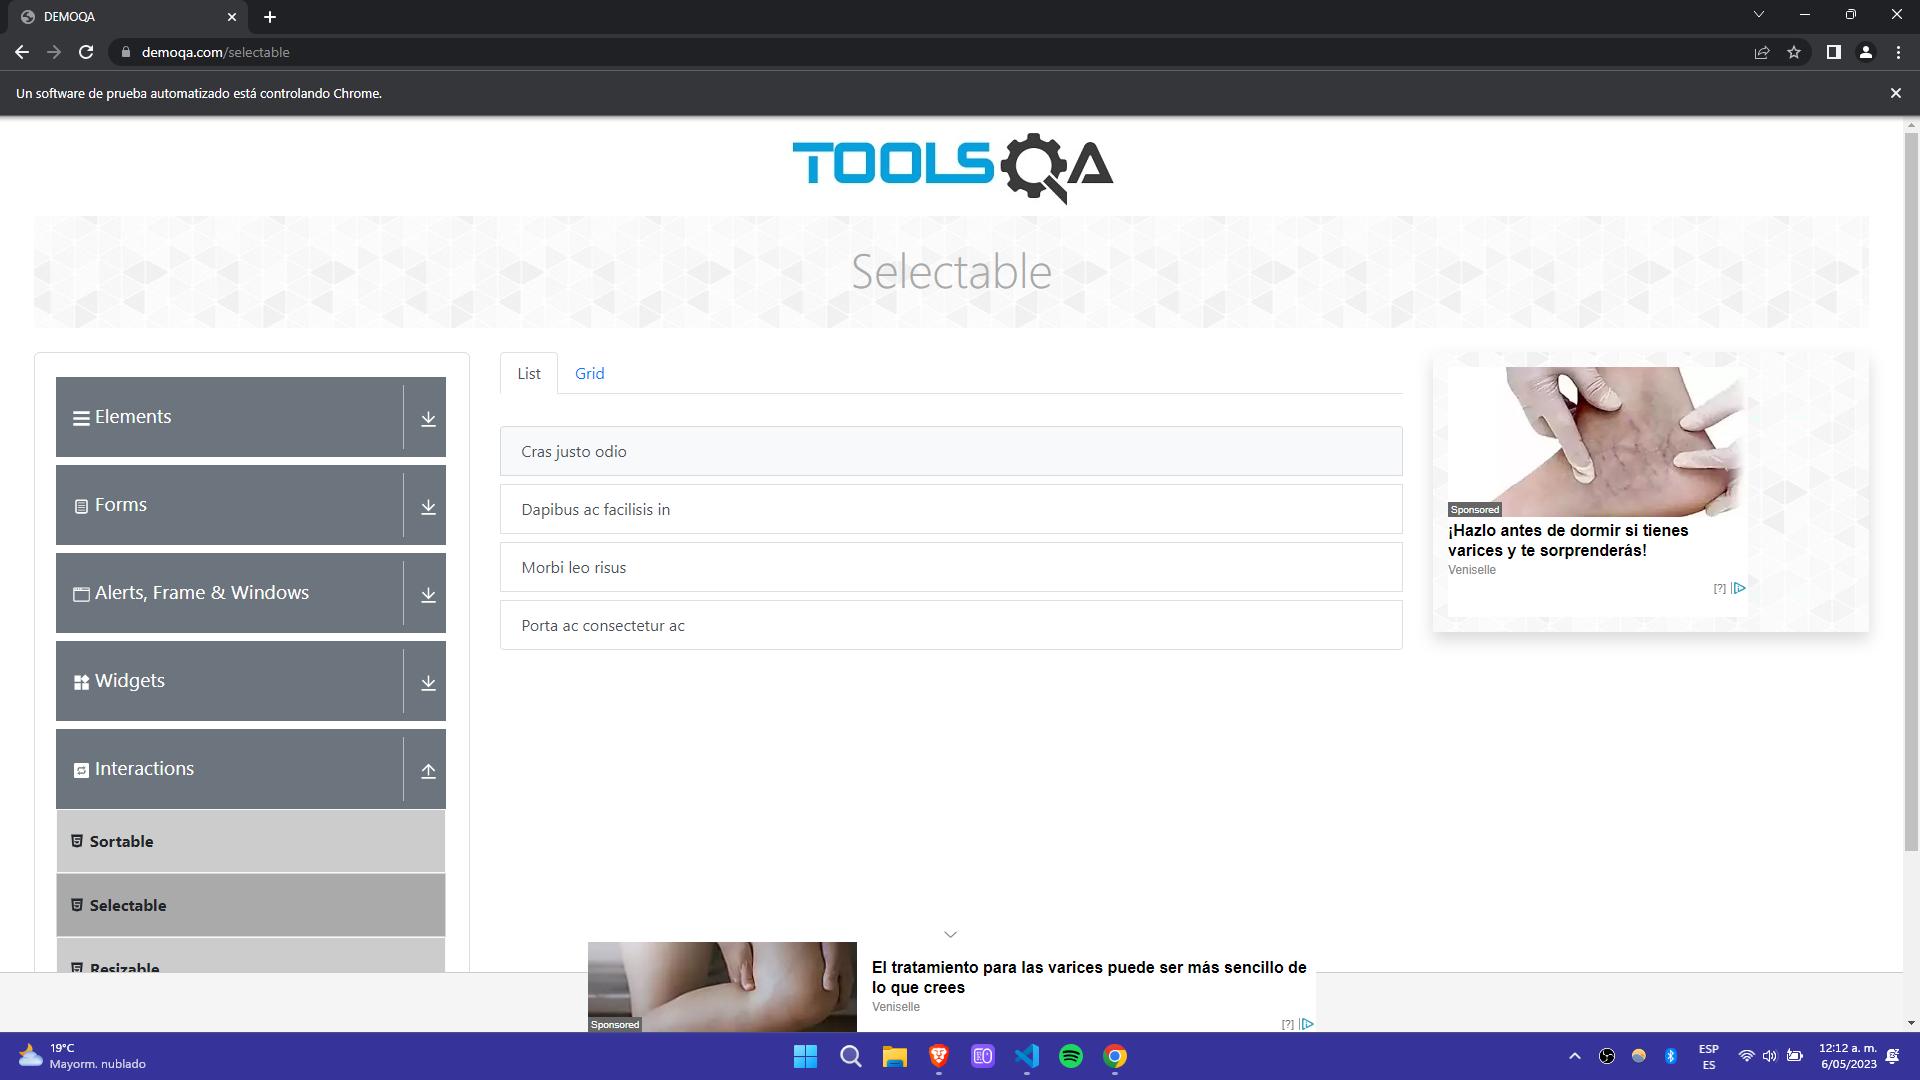 DEMOQA
demoqa.com/selectable
Un software de prueba automatizado está controlando Chrome.
TOOLSQA
Selectable
Elements
Forms
Alerts, Frame & Windows
Widgets
Interactions
Sortable
Selectable
Resizable
List
Grid
Cras justo odio
Dapibus ac facilisis in
Morbi leo risus
Porta ac consectetur ac
Sponsored
¡Hazlo antes de dormir si tienes
varices y te sorprenderás!
Veniselle
[?]
El tratamiento para las varices puede ser más sencillo de
lo que crees
Veniselle
Sponsored
[?]
19°C
Mayorm. nublado
ESP
ES
12:12 a. m.
6/05/2023